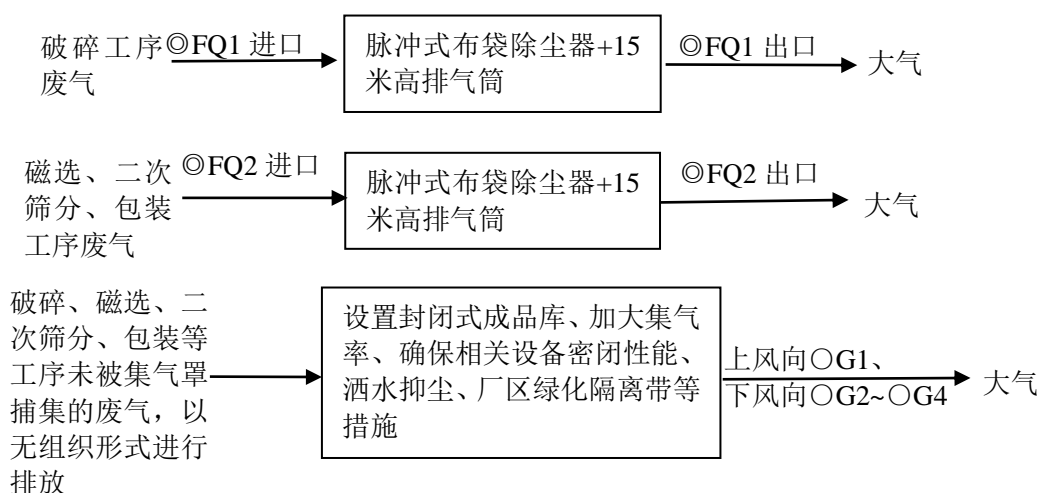 破碎工序
废气
◎FQ1 进口
脉冲式布袋除尘器+15
米高排气筒
◎FQ1 出口
大气
磁选、二次
筛分、包装
工序废气
◎FQ2 进口
脉冲式布袋除尘器+15
米高排气筒
◎FQ2 出口
大气
破碎、磁选、二
次筛分、包装等
工序未被集气罩
捕集的废气，以
无组织形式进行
排放
设置封闭式成品库、加大集气
率、确保相关设备密闭性能、
洒水抑尘、厂区绿化隔离带等
措施
上风向〇G1、
下风向〇G2~〇G4
大气